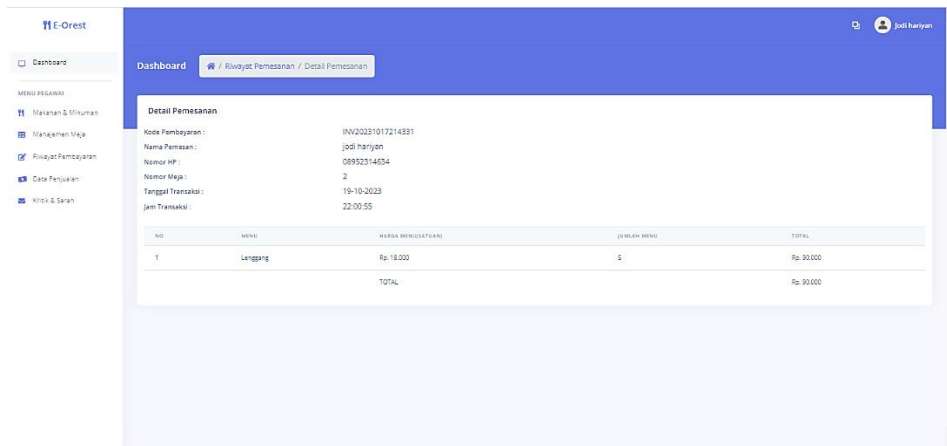 E-Orest
Jodi hariyan
Dashboard
MENU PEGAWAI
Makanan & Minuman
Manajemen Meja
Riwayat Pembayaran
Data Penjualan
Kritik & Saran
Dashboard / Riwayat Pemesanan / Detail Pemesanan
Detail Pemesanan
Kode Pembayaran : INV20231017214331
Nama Pemesan : jodi hariyan
Nomor HP : 08952314634
Nomor Meja : 2
Tanggal Transaksi : 19-10-2023
Jam Transaksi : 22:00:55
NO MENU HARGA MENU(SATUAN) JUMLAH MENU TOTAL
1 Lenggang Rp. 18.000 5 Rp. 90.000
TOTAL Rp. 90.000